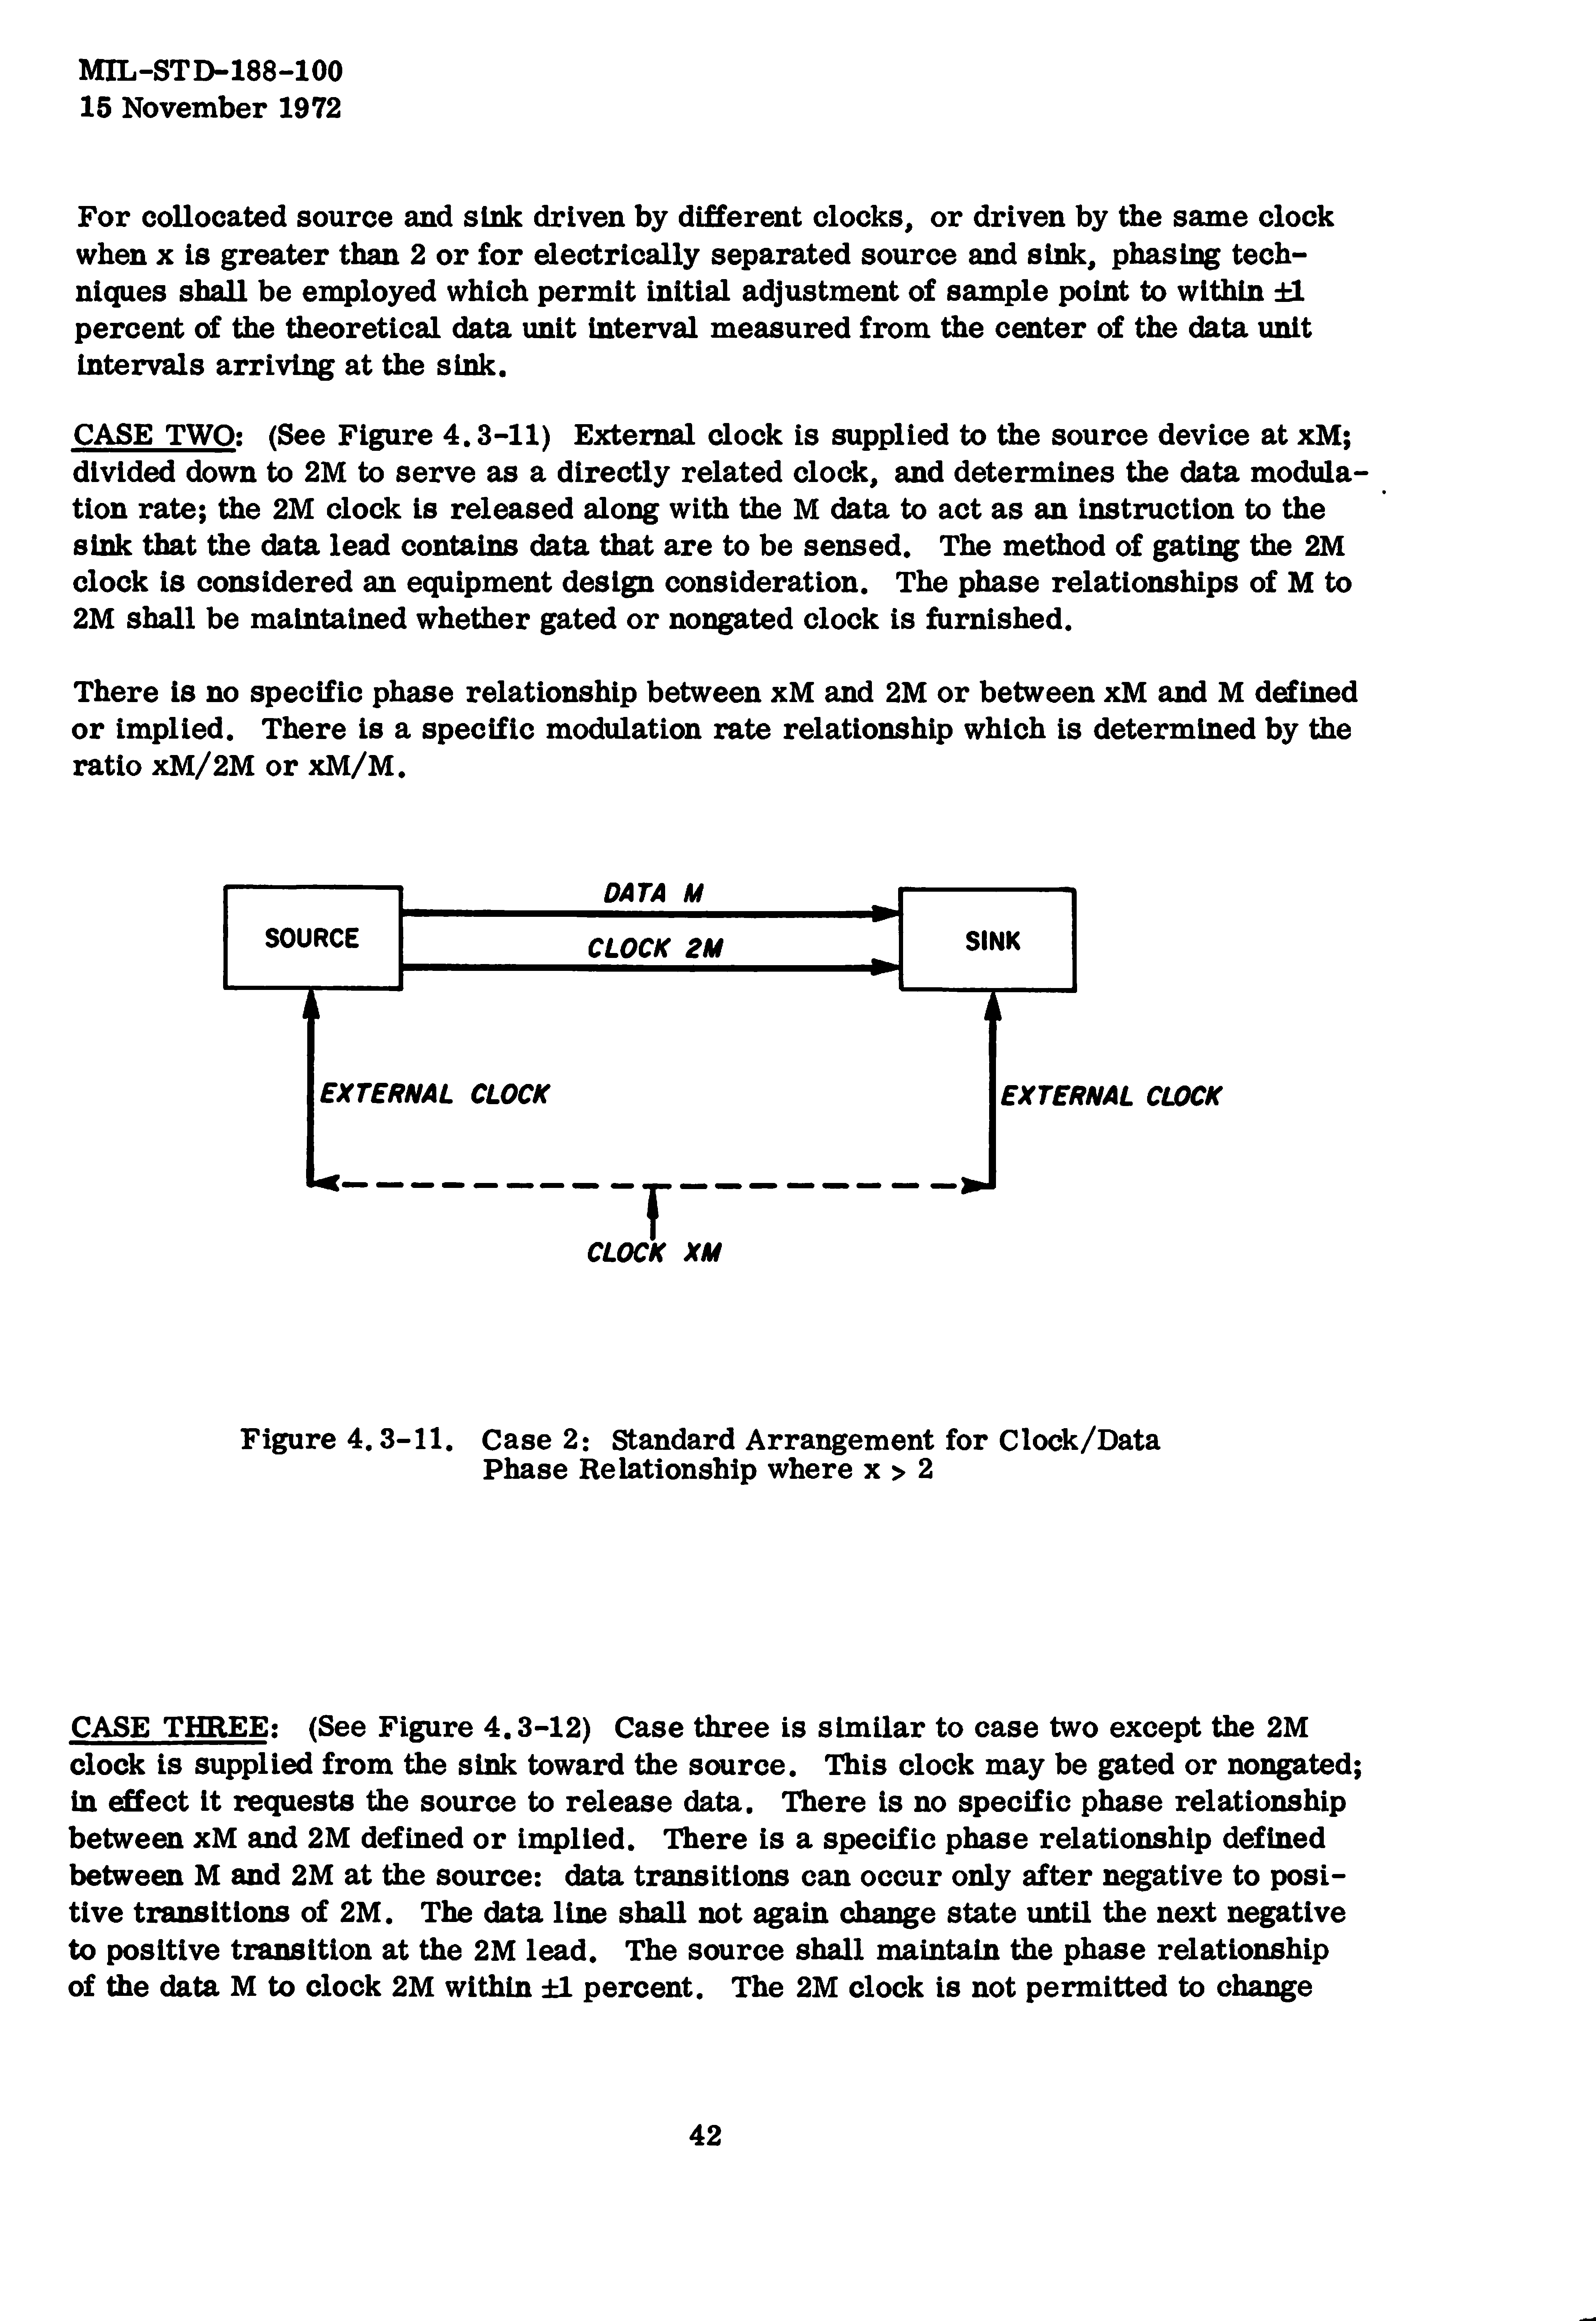 MIL-STD-188-100
15 November 1972
For collocated source and sink driven by different clocks, or driven by the same clock
when x is greater than 2 or for electrically separated source and sink, phasing tech-
niques shall be employed which permit initial adjustment of sample point to within ±1
percent of the theoretical data unit interval measured from the center of the data unit
intervals arriving at the sink.
CASE TWO: (See Figure 4.3-11) External clock is supplied to the source device at xM;
divided down to 2M to serve as a directly related clock, and determines the data modula-
tion rate; the 2M clock is released along with the M data to act as an instruction to the
sink that the data lead contains data that are to be sensed. The method of gating the 2M
clock is considered an equipment design consideration. The phase relationships of M to
2M shall be maintained whether gated or nongated clock is furnished.
There is no specific phase relationship between xM and 2M or between xM and M defined
or implied. There is a specific modulation rate relationship which is determined by the
ratio xM/2M or xM/M.
DATA M
SOURCE
CLOCK 2M
SINK
EXTERNAL CLOCK
EXTERNAL CLOCK
CLOCK XM
Figure 4.3-11. Case 2: Standard Arrangement for Clock/Data
Phase Relationship where x > 2
CASE THREE: (See Figure 4.3-12) Case three is similar to case two except the 2M
clock is supplied from the sink toward the source. This clock may be gated or nongated;
in effect it requests the source to release data. There is no specific phase relationship
between xM and 2M defined or implied. There is a specific phase relationship defined
between M and 2M at the source: data transitions can occur only after negative to posi-
tive transitions of 2M. The data line shall not again change state until the next negative
to positive transition at the 2M lead. The source shall maintain the phase relationship
of the data M to clock 2M within ±1 percent. The 2M clock is not permitted to change
42